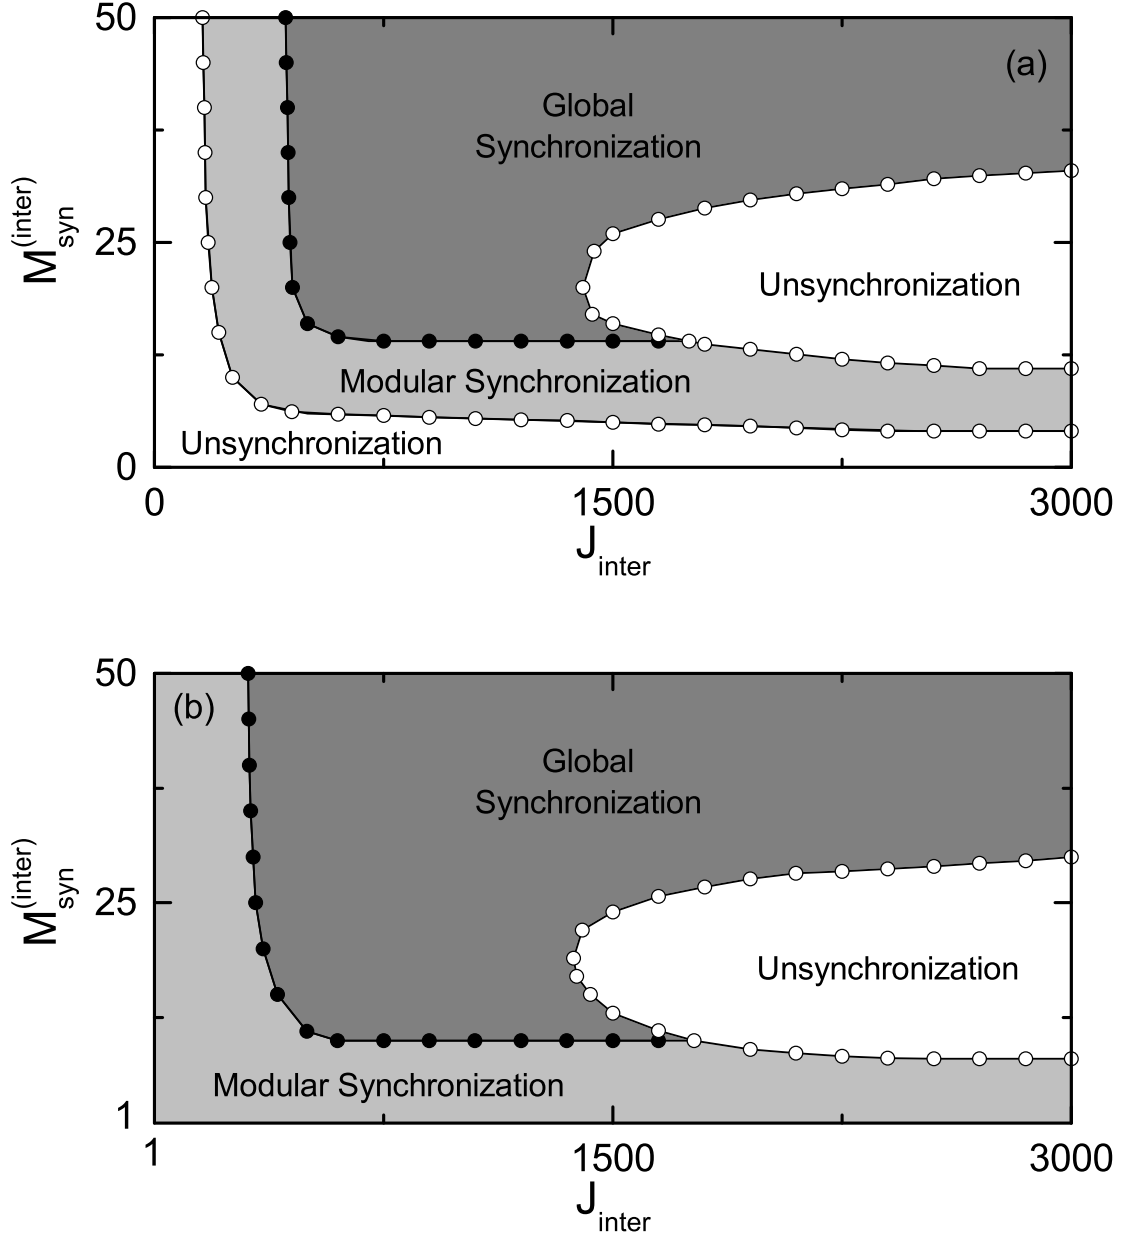 50
(a)
Global
Synchronization
M_syn^(inter)
25
Unsynchronization
Modular Synchronization
Unsynchronization
0
0 1500 3000
J_inter
50
(b)
Global
Synchronization
M_syn^(inter)
25
Unsynchronization
Modular Synchronization
1
1 1500 3000
J_inter